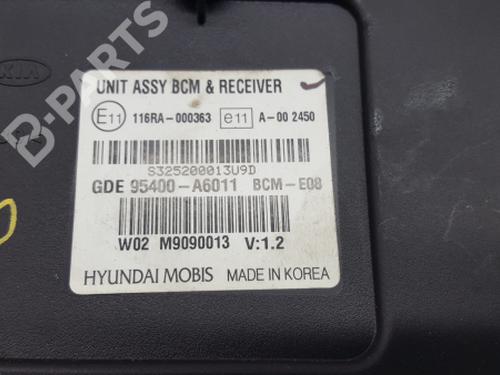 B-PARTS
KIA
UNIT ASSY BCM & RECEIVER
E11 116RA-000363 e11 A-00 2450
S325200013U9D
GDE 95400-A6011 BCM-E08
W02 M9090013 V:1.2
HYUNDAI MOBIS MADE IN KOREA